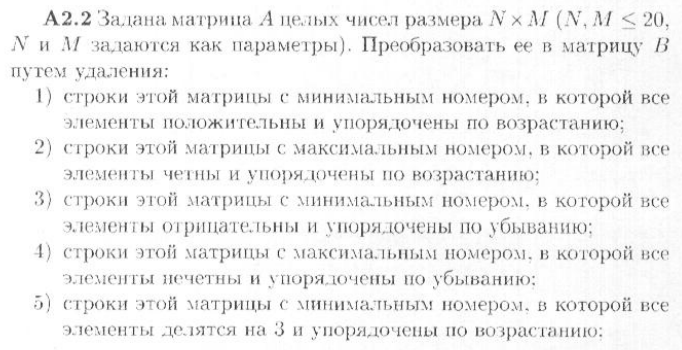 А2.2 Задана матрица A целых чисел размера N × M (N, M ≤ 20,
N и M задаются как параметры). Преобразовать ее в матрицу B
путем удаления:
1) строки этой матрицы с минимальным номером, в которой все
элементы положительны и упорядочены по возрастанию;
2) строки этой матрицы с максимальным номером, в которой все
элементы четны и упорядочены по возрастанию;
3) строки этой матрицы с минимальным номером, в которой все
элементы отрицательны и упорядочены по убыванию;
4) строки этой матрицы с максимальным номером, в которой все
элементы нечетны и упорядочены по убыванию;
5) строки этой матрицы с минимальным номером, в которой все
элементы делятся на 3 и упорядочены по возрастанию;